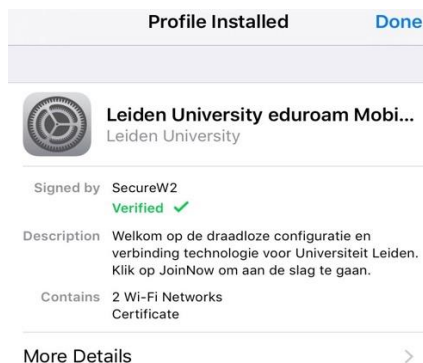 Profile Installed Done
Leiden University eduroam Mobi...
Leiden University
Signed by SecureW2
Verified ✓
Description Welkom op de draadloze configuratie en
verbinding technologie voor Universiteit Leiden.
Klik op JoinNow om aan de slag te gaan.
Contains 2 Wi-Fi Networks
Certificate
More Details